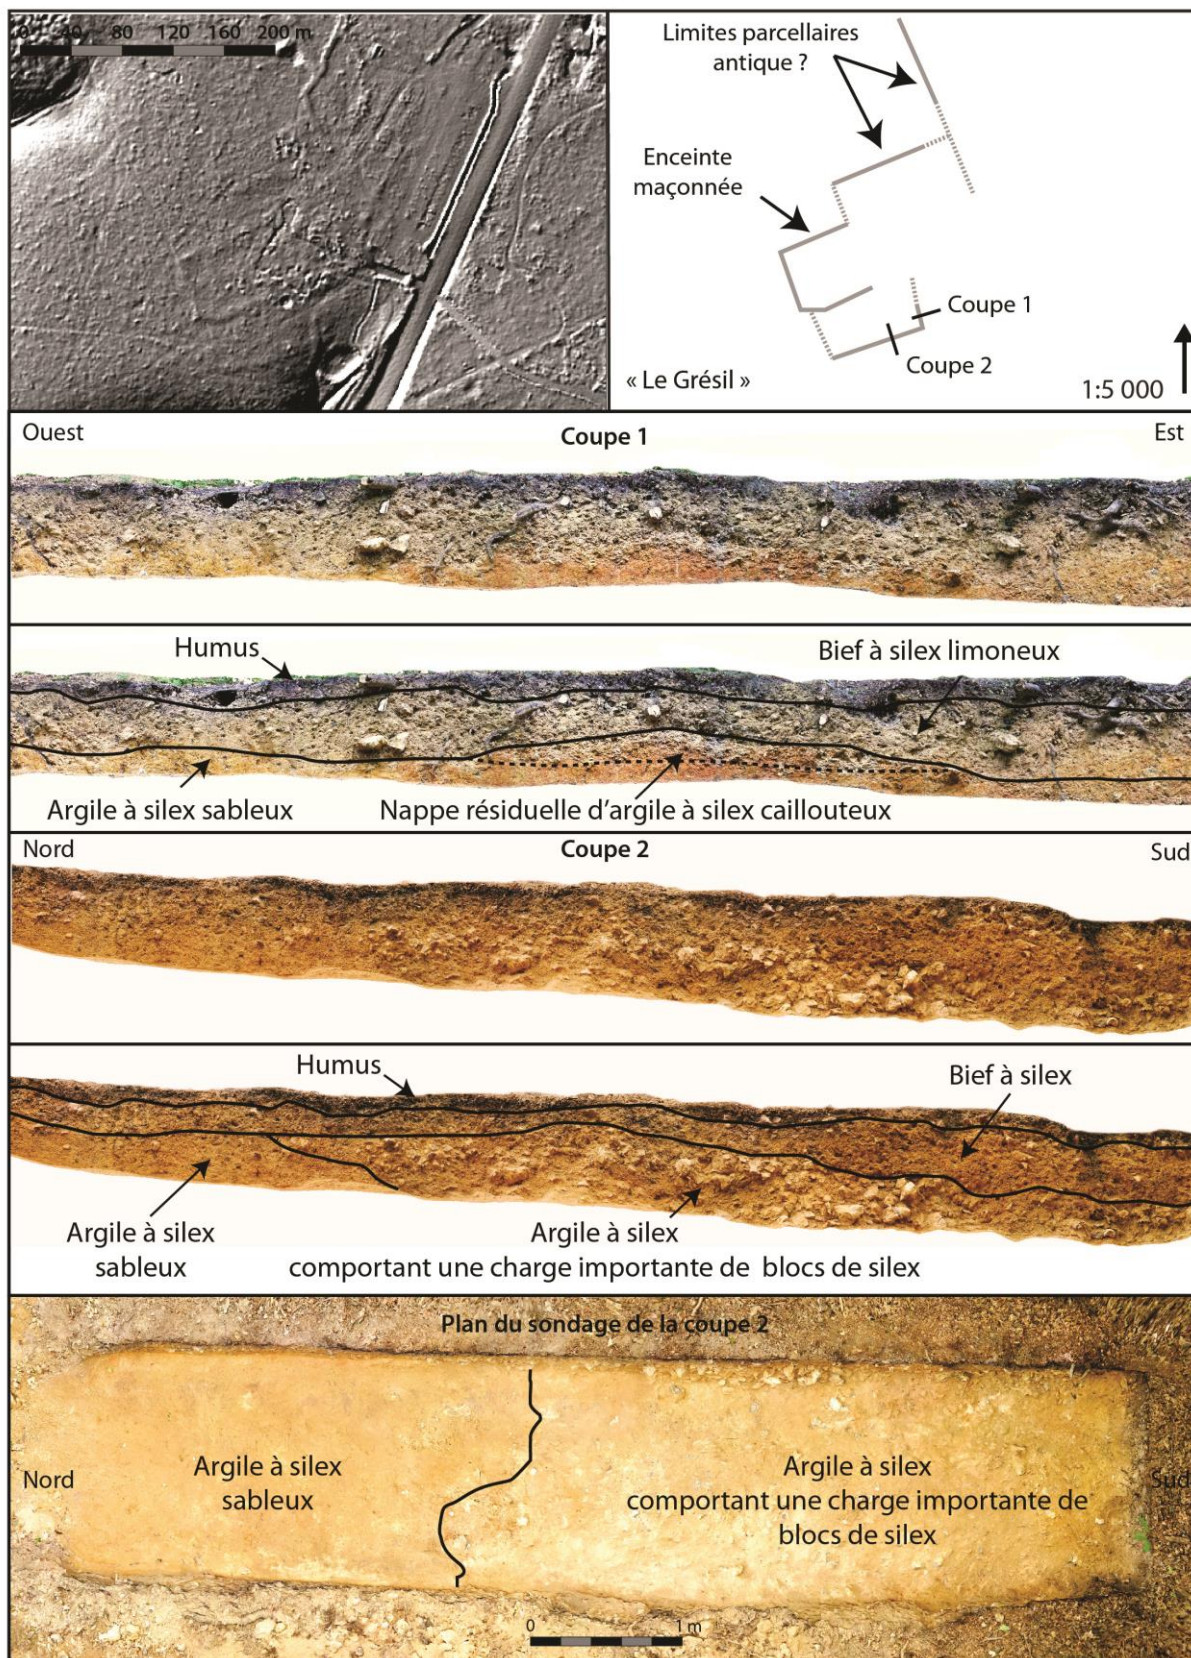 0 40 80 120 160 200 m
Limites parcellaires
antique ?
Enceinte
maçonnée
Coupe 1
Coupe 2
« Le Grésil »
1:5 000
Ouest
Coupe 1
Est
Humus
Bief à silex limoneux
Argile à silex sableux
Nappe résiduelle d'argile à silex caillouteux
Nord
Coupe 2
Sud
Humus
Bief à silex
Argile à silex
sableux
Argile à silex
comportant une charge importante de blocs de silex
Plan du sondage de la coupe 2
Nord
Argile à silex
sableux
Argile à silex
comportant une charge importante de
blocs de silex
Sud
0 1 m